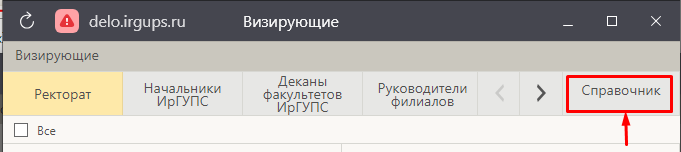 delo.irgups.ru Визирующие
Визирующие
Ректорат
Начальники
ИрГУПС
Деканы
факультетов
ИрГУПС
Руководители
филиалов
Справочник
Все